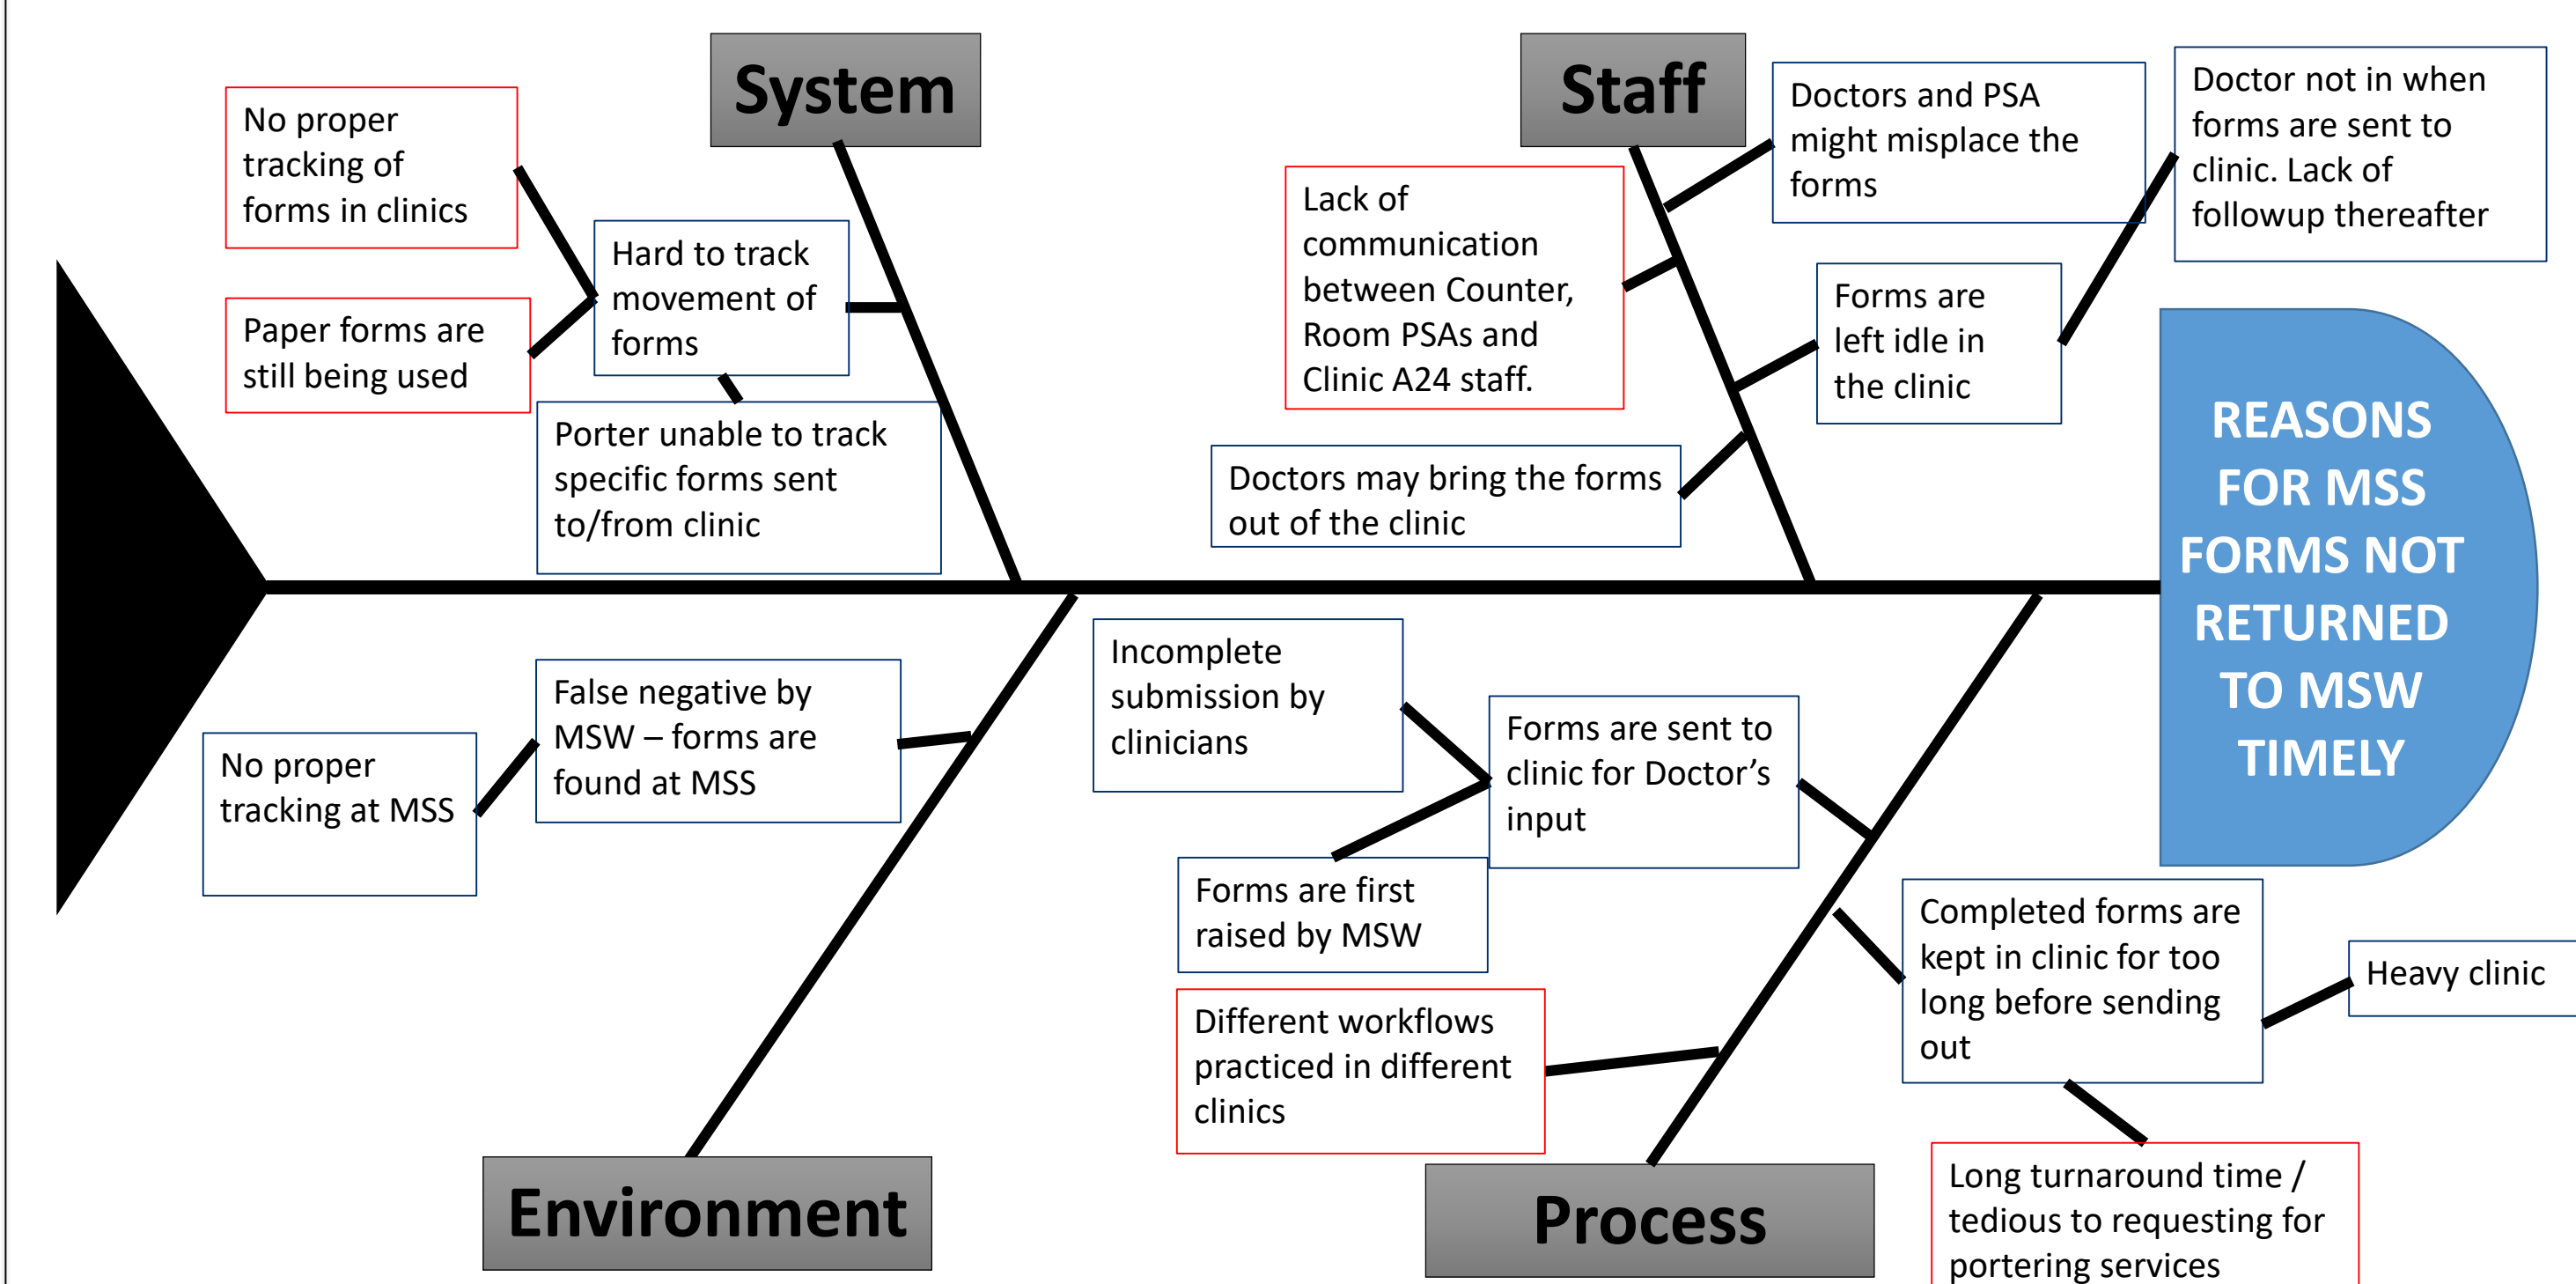 System
No proper
tracking of
forms in clinics
Hard to track
movement of
forms
Paper forms are
still being used
Porter unable to track
specific forms sent
to/from clinic
Staff
Doctors and PSA
might misplace the
forms
Doctor not in when
forms are sent to
clinic. Lack of
followup thereafter
Lack of
communication
between Counter,
Room PSAs and
Clinic A24 staff.
Forms are
left idle in
the clinic
Doctors may bring the forms
out of the clinic
REASONS
FOR MSS
FORMS NOT
RETURNED
TO MSW
TIMELY
False negative by
MSW – forms are
found at MSS
No proper
tracking at MSS
Environment
Incomplete
submission by
clinicians
Forms are sent to
clinic for Doctor’s
input
Forms are first
raised by MSW
Different workflows
practiced in different
clinics
Completed forms are
kept in clinic for too
long before sending
out
Heavy clinic
Long turnaround time /
tedious to requesting for
portering services
Process